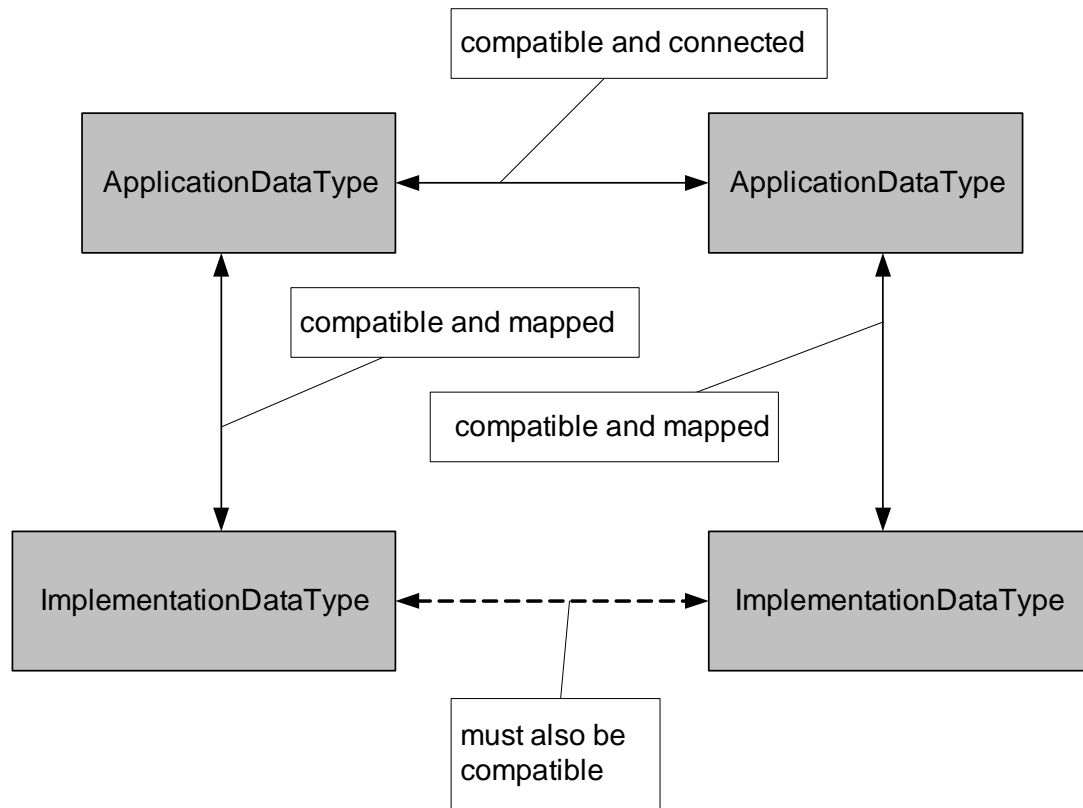 compatible and connected
ApplicationDataType
ApplicationDataType
compatible and mapped
compatible and mapped
ImplementationDataType
ImplementationDataType
must also be
compatible